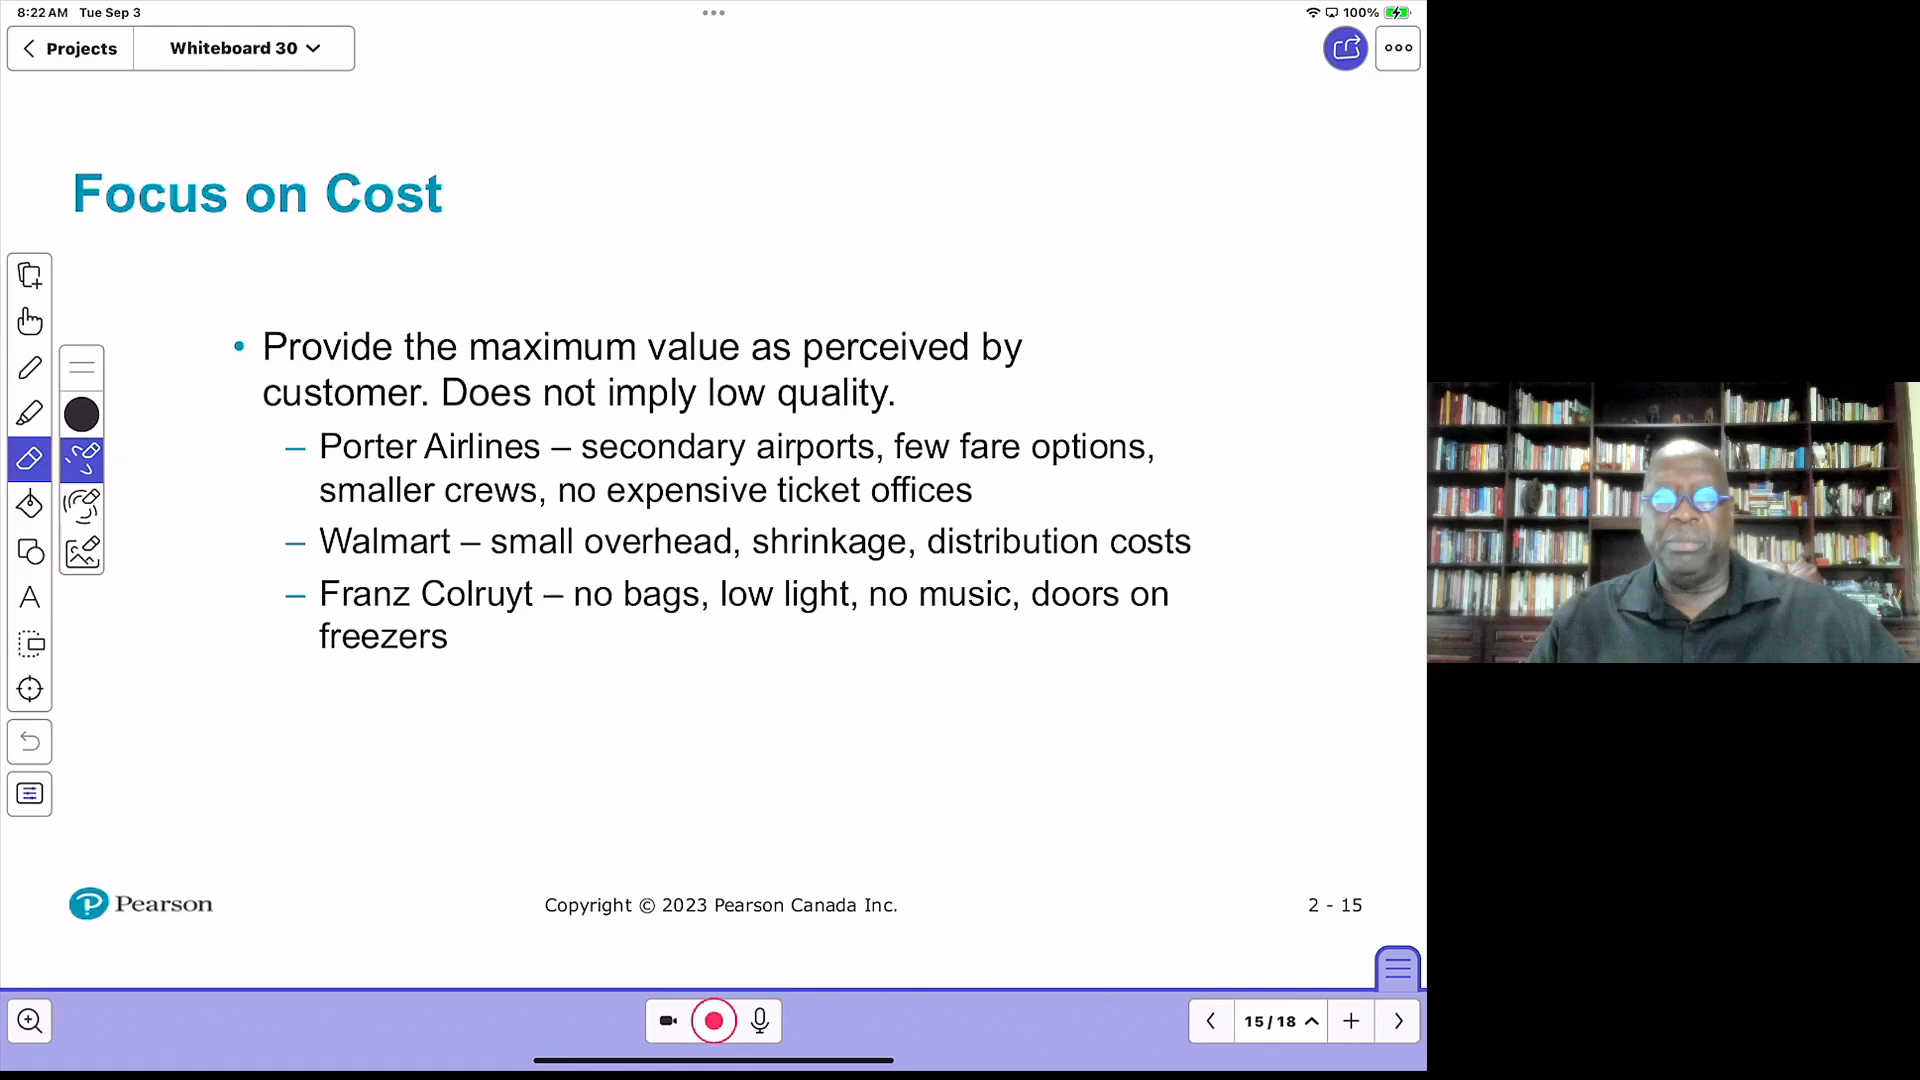 8:22 AM Tue Sep 3
100%
Projects
Whiteboard 30
Focus on Cost
• Provide the maximum value as perceived by
customer. Does not imply low quality.
– Porter Airlines – secondary airports, few fare options,
smaller crews, no expensive ticket offices
– Walmart – small overhead, shrinkage, distribution costs
– Franz Colruyt – no bags, low light, no music, doors on
freezers
A
Pearson
Copyright © 2023 Pearson Canada Inc.
2 - 15
15/18